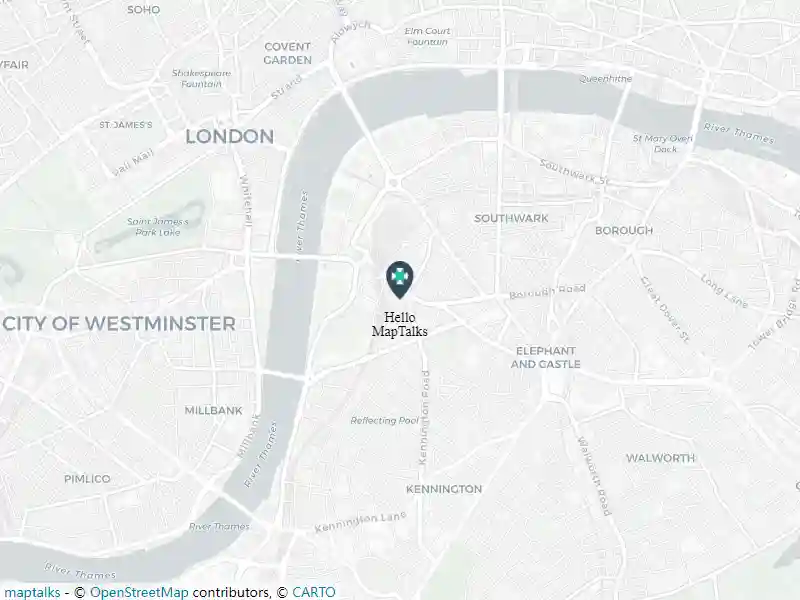 SOHO
Aldwych
Elm Court
Fountain
COVENT
GARDEN
Shakespeare
Fountain
Strand
Queenhithe
ST JAMES'S
LONDON
Pall Mall
St Mary Overy
Dock
River Thames
Southwark St
Whitehall
River Thames
Saint James's
Park Lake
SOUTHWARK
BOROUGH
Borough Road
Great Dover St
Long Lane
Tower Bridge Road
Hello
MapTalks
CITY OF WESTMINSTER
ELEPHANT
AND CASTLE
Kennington Road
MILLBANK
Millbank
Reflecting Pool
River Thames
Walworth Road
WALWORTH
PIMLICO
KENNINGTON
Kennington Lane
River Thames
River Thames
maptalks - © OpenStreetMap contributors, © CARTO